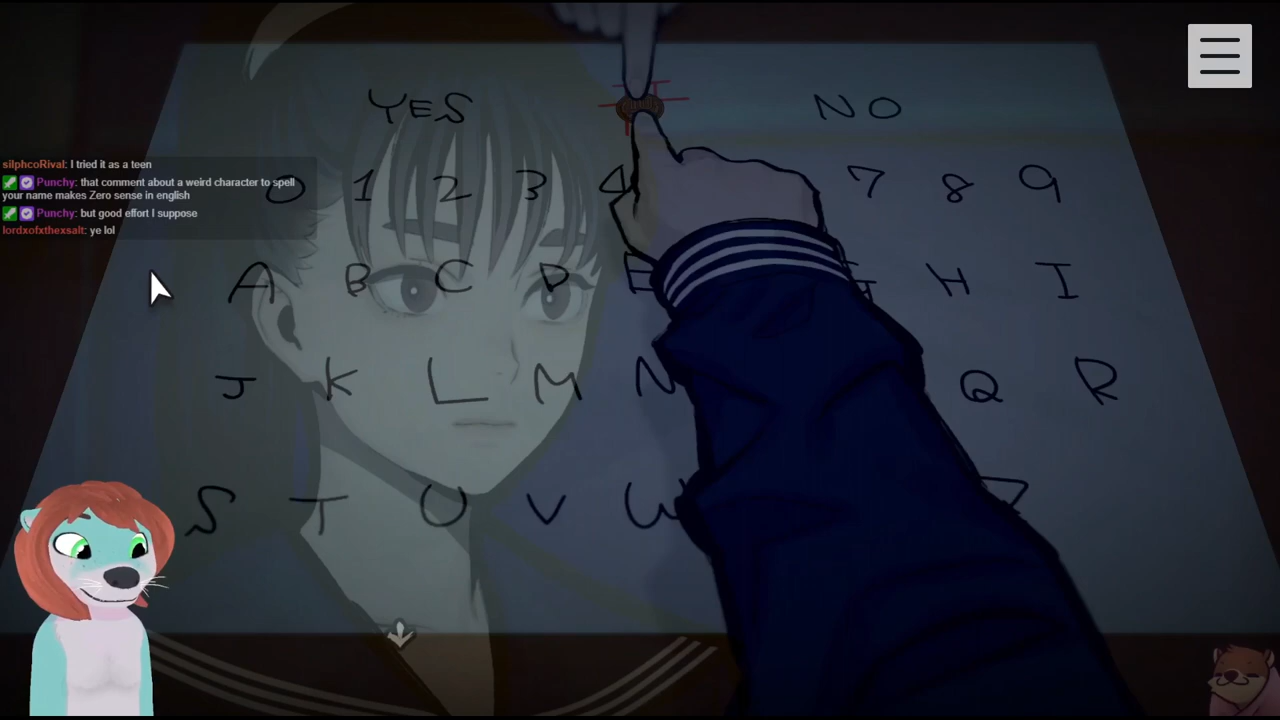 YES NO
silphcoRival: I tried it as a teen
Punchy: that comment about a weird character to spell
your name makes Zero sense in english
Punchy: but good effort I suppose
lordxofxthexsalt: ye lol
0 1 2 3 4 7 8 9
A B C D E G H I
J K L M N Q R
S T U V W Z